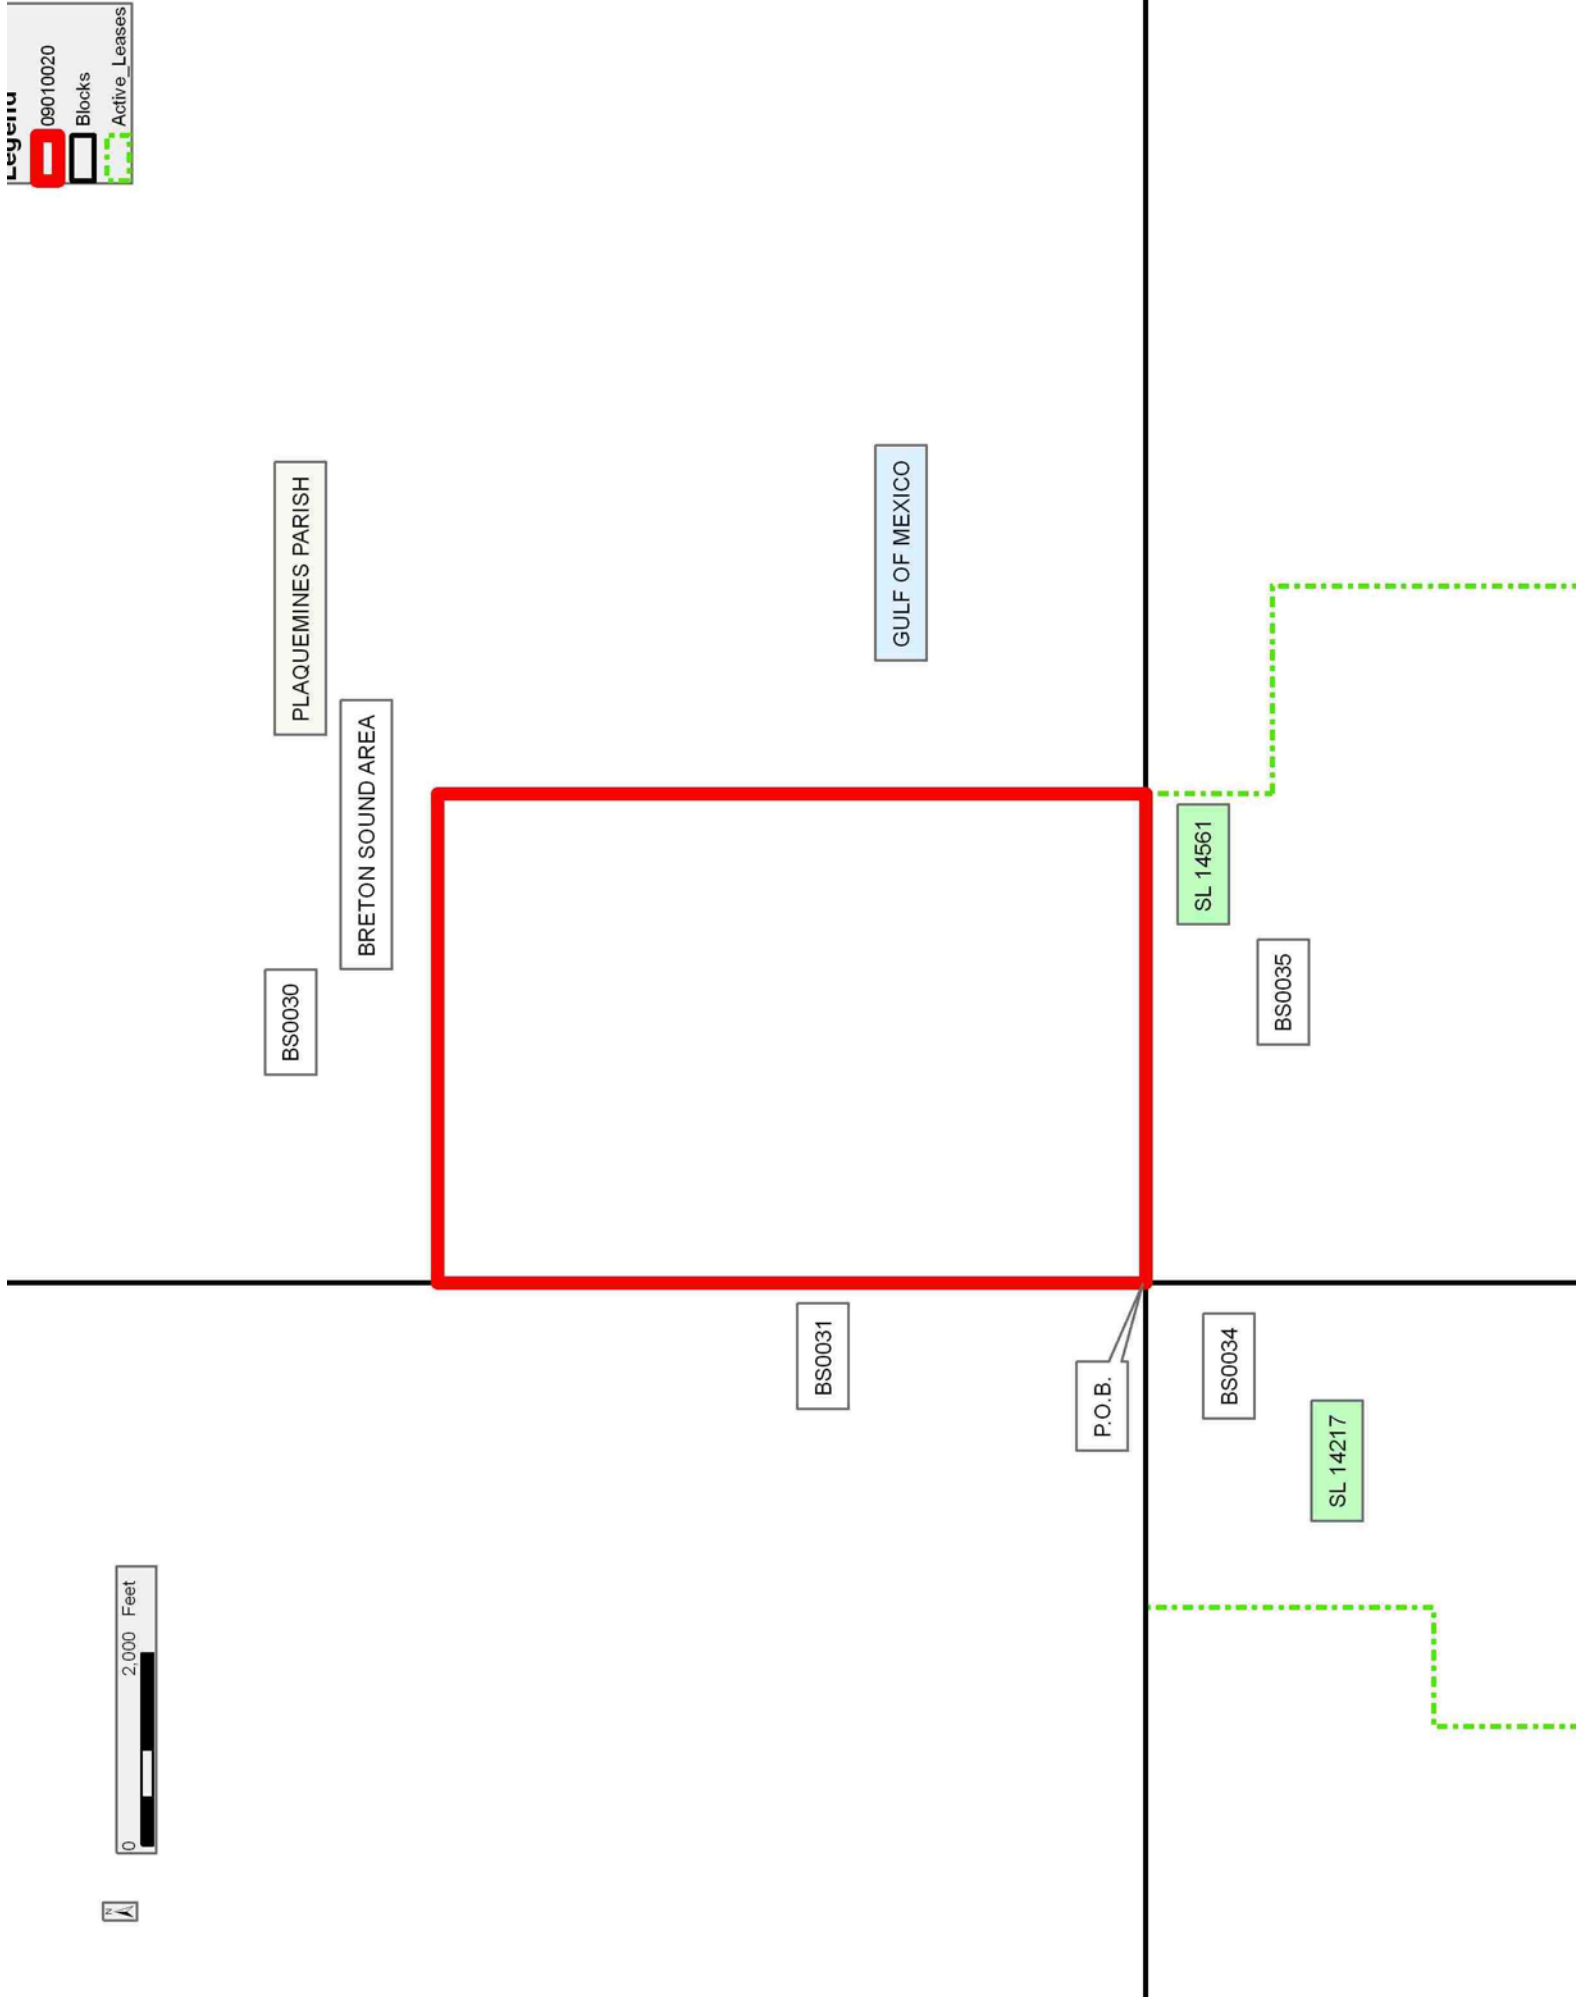 Legend
09010020
Blocks
Active_Leases
PLAQUEMINES PARISH
BS0030
BRETON SOUND AREA
GULF OF MEXICO
BS0031
P.O.B.
SL 14561
BS0035
BS0034
SL 14217
0 2,000 Feet
N